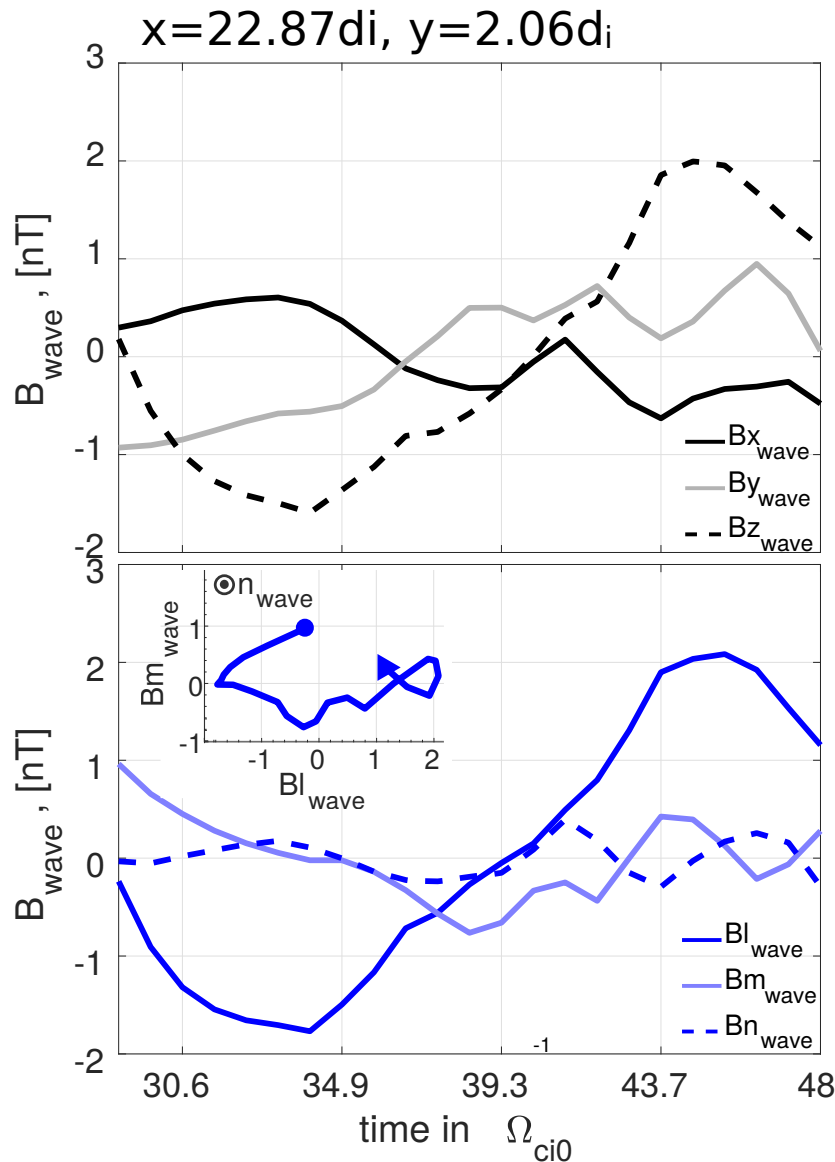 x=22.87di, y=2.06di
3
2
1
0
-1
-2
B_wave, [nT]
Bx_wave
By_wave
Bz_wave
3
2
1
0
-1
-2
B_wave, [nT]
⊙n_wave
1
0
-1
Bm_wave
-1 0 1 2
Bl_wave
Bl_wave
Bm_wave
Bn_wave
30.6 34.9 39.3 43.7 48
-1
time in Ω_ci0